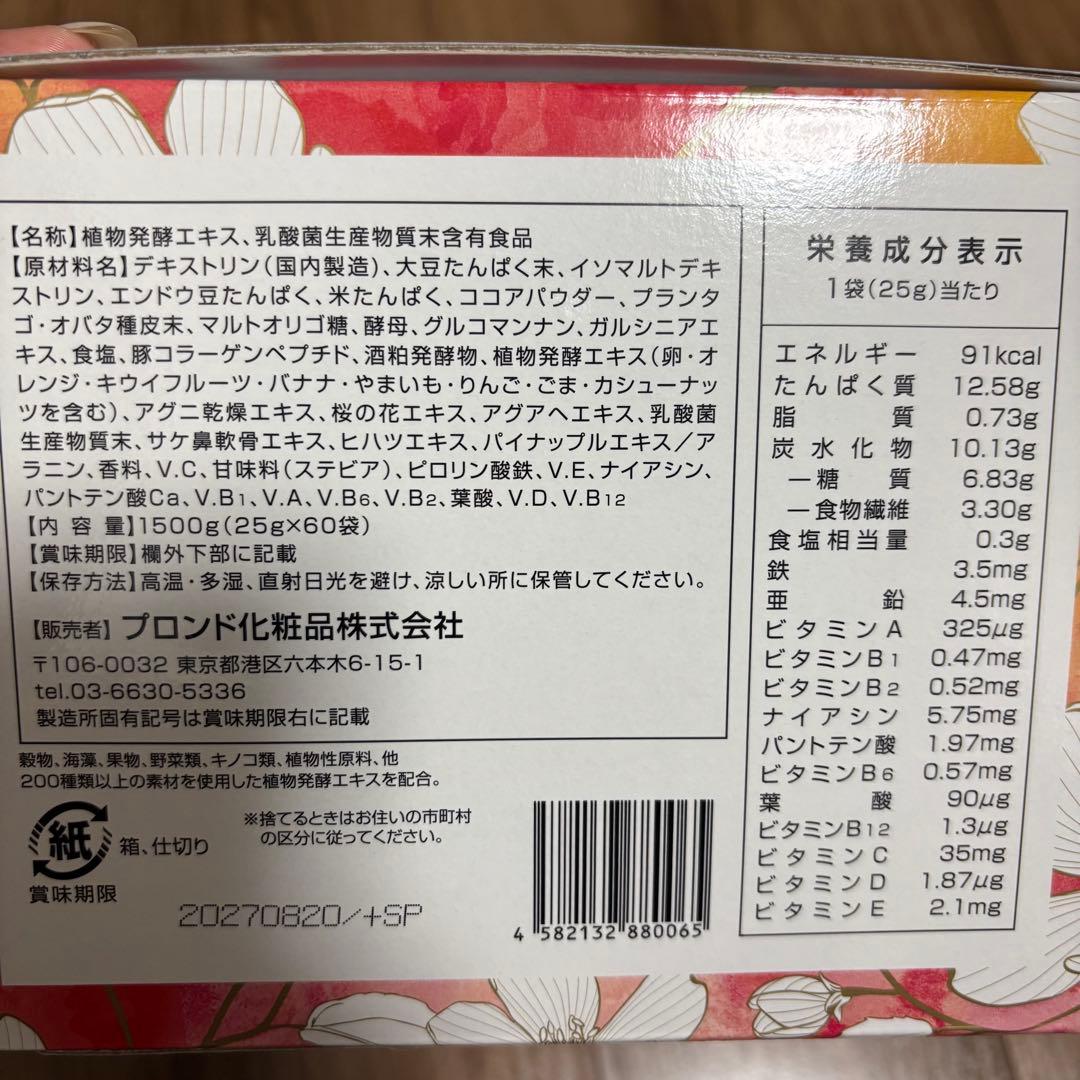 【名称】植物発酵エキス、乳酸菌生産物質末含有食品
【原材料名】デキストリン(国内製造)、大豆たんぱく末、イソマルトデキ
ストリン、エンドウ豆たんぱく、米たんぱく、ココアパウダー、プランタ
ゴ・オバタ種皮末、マルトオリゴ糖、酵母、グルコマンナン、ガルシニアエ
キス、食塩、豚コラーゲンペプチド、酒粕発酵物、植物発酵エキス(卵・オ
レンジ・キウイフルーツ・バナナ・やまいも・りんご・ごま・カシューナッ
ツを含む)、アグニ乾燥エキス、桜の花エキス、アグアヘエキス、乳酸菌
生産物質末、サケ鼻軟骨エキス、ヒハツエキス、パイナップルエキス/ア
ラニン、香料、V.C、甘味料(ステビア)、ピロリン酸鉄、V.E、ナイアシン、
パントテン酸Ca、V.B1、V.A、V.B6、V.B2、葉酸、V.D、V.B12
【内容量】1500g(25g×60袋)
【賞味期限】欄外下部に記載
【保存方法】高温・多湿、直射日光を避け、涼しい所に保管してください。
【販売者】プロンド化粧品株式会社
〒106-0032 東京都港区六本木6-15-1
tel.03-6630-5336
製造所固有記号は賞味期限右に記載
穀物、海藻、果物、野菜類、キノコ類、植物性原料、他
200種類以上の素材を使用した植物発酵エキスを配合。
紙
箱、仕切り
※捨てるときはお住いの市町村
の区分に従ってください。
賞味期限
20270820/+SP
4 582132 880065
栄養成分表示
1袋(25g)当たり
エネルギー 91kcal
たんぱく質 12.58g
脂質 0.73g
炭水化物 10.13g
―糖質 6.83g
―食物繊維 3.30g
食塩相当量 0.3g
鉄 3.5mg
亜鉛 4.5mg
ビタミンA 325μg
ビタミンB1 0.47mg
ビタミンB2 0.52mg
ナイアシン 5.75mg
パントテン酸 1.97mg
ビタミンB6 0.57mg
葉酸 90μg
ビタミンB12 1.3μg
ビタミンC 35mg
ビタミンD 1.87μg
ビタミンE 2.1mg